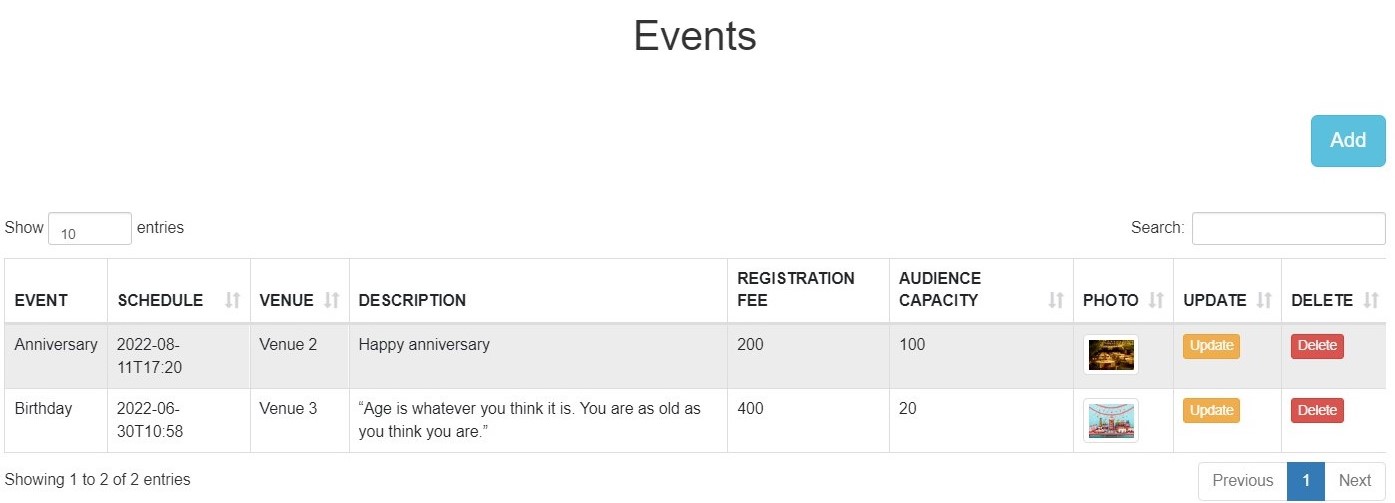 Events
Add
Show 10 entries
Search:
EVENT SCHEDULE VENUE DESCRIPTION REGISTRATION FEE AUDIENCE CAPACITY PHOTO UPDATE DELETE
Anniversary 2022-08-11T17:20 Venue 2 Happy anniversary 200 100 Update Delete
Birthday 2022-06-30T10:58 Venue 3 “Age is whatever you think it is. You are as old as you think you are.” 400 20 Update Delete
Showing 1 to 2 of 2 entries
Previous 1 Next